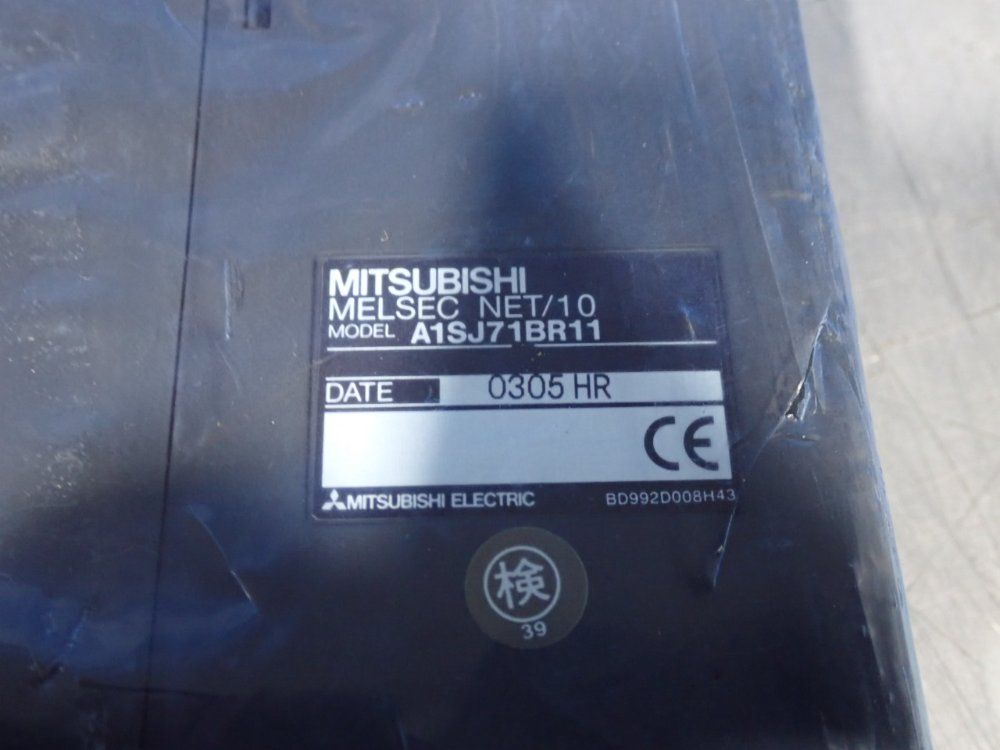 MITSUBISHI
MELSEC NET/10
MODEL A1SJ71BR11
DATE 0305 HR
CE
MITSUBISHI ELECTRIC BD992D008H43
検
39